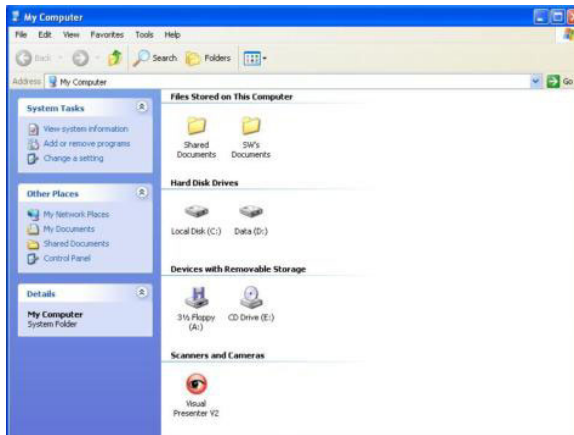 My Computer
File Edit View Favorites Tools Help
Back Search Folders
Address My Computer Go
System Tasks
View system information
Add or remove programs
Change a setting
Other Places
My Network Places
My Documents
Shared Documents
Control Panel
Details
My Computer
System Folder
Files Stored on This Computer
Shared Documents
SW's Documents
Hard Disk Drives
Local Disk (C:) Data (D:)
Devices with Removable Storage
3½ Floppy (A:)
CD Drive (E:)
Scanners and Cameras
Visual
Presenter V2